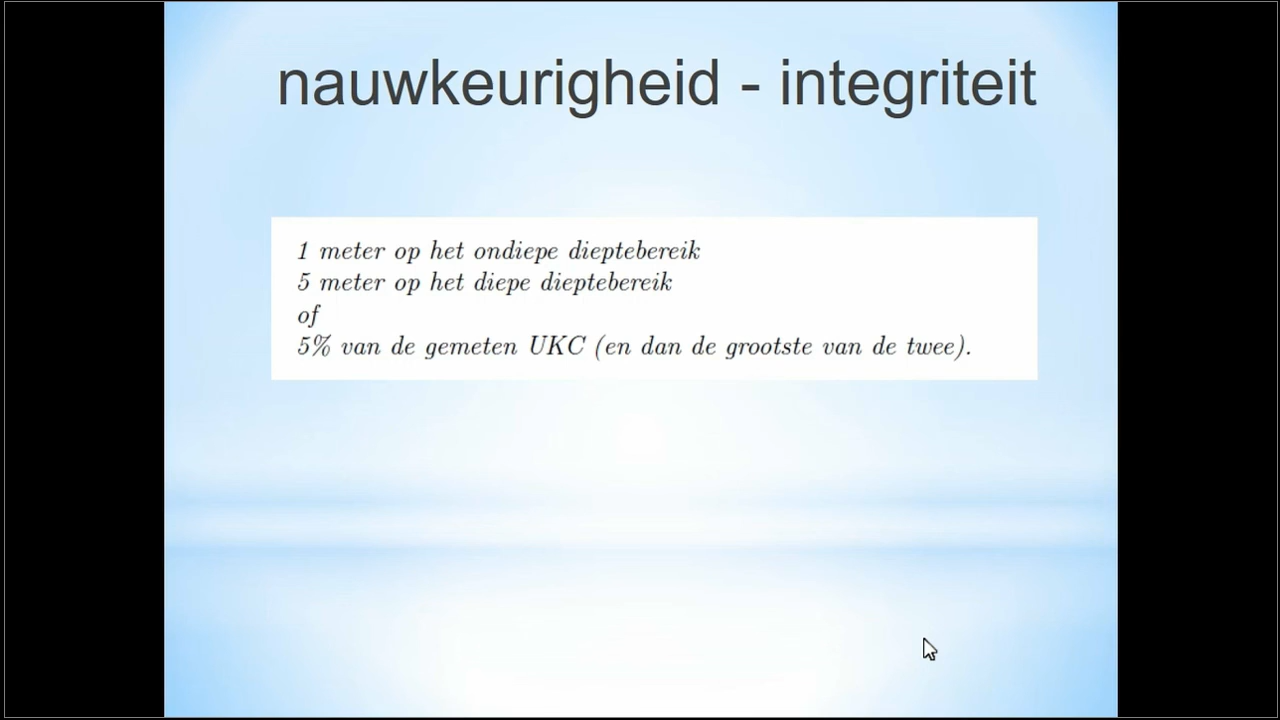 nauwkeurigheid - integriteit
1 meter op het ondiepe dieptebereik
5 meter op het diepe dieptebereik
of
5% van de gemeten UKC (en dan de grootste van de twee).